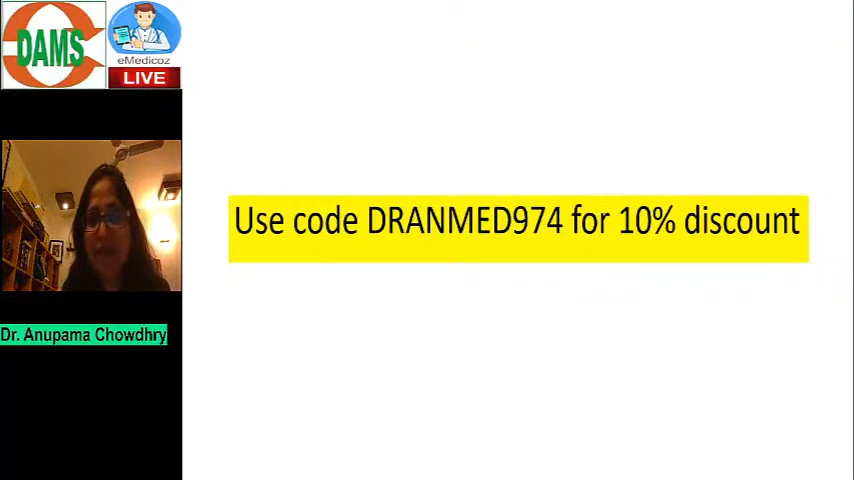 DAMS
eMedicoz
LIVE
Use code DRANMED974 for 10% discount
Dr. Anupama Chowdhry